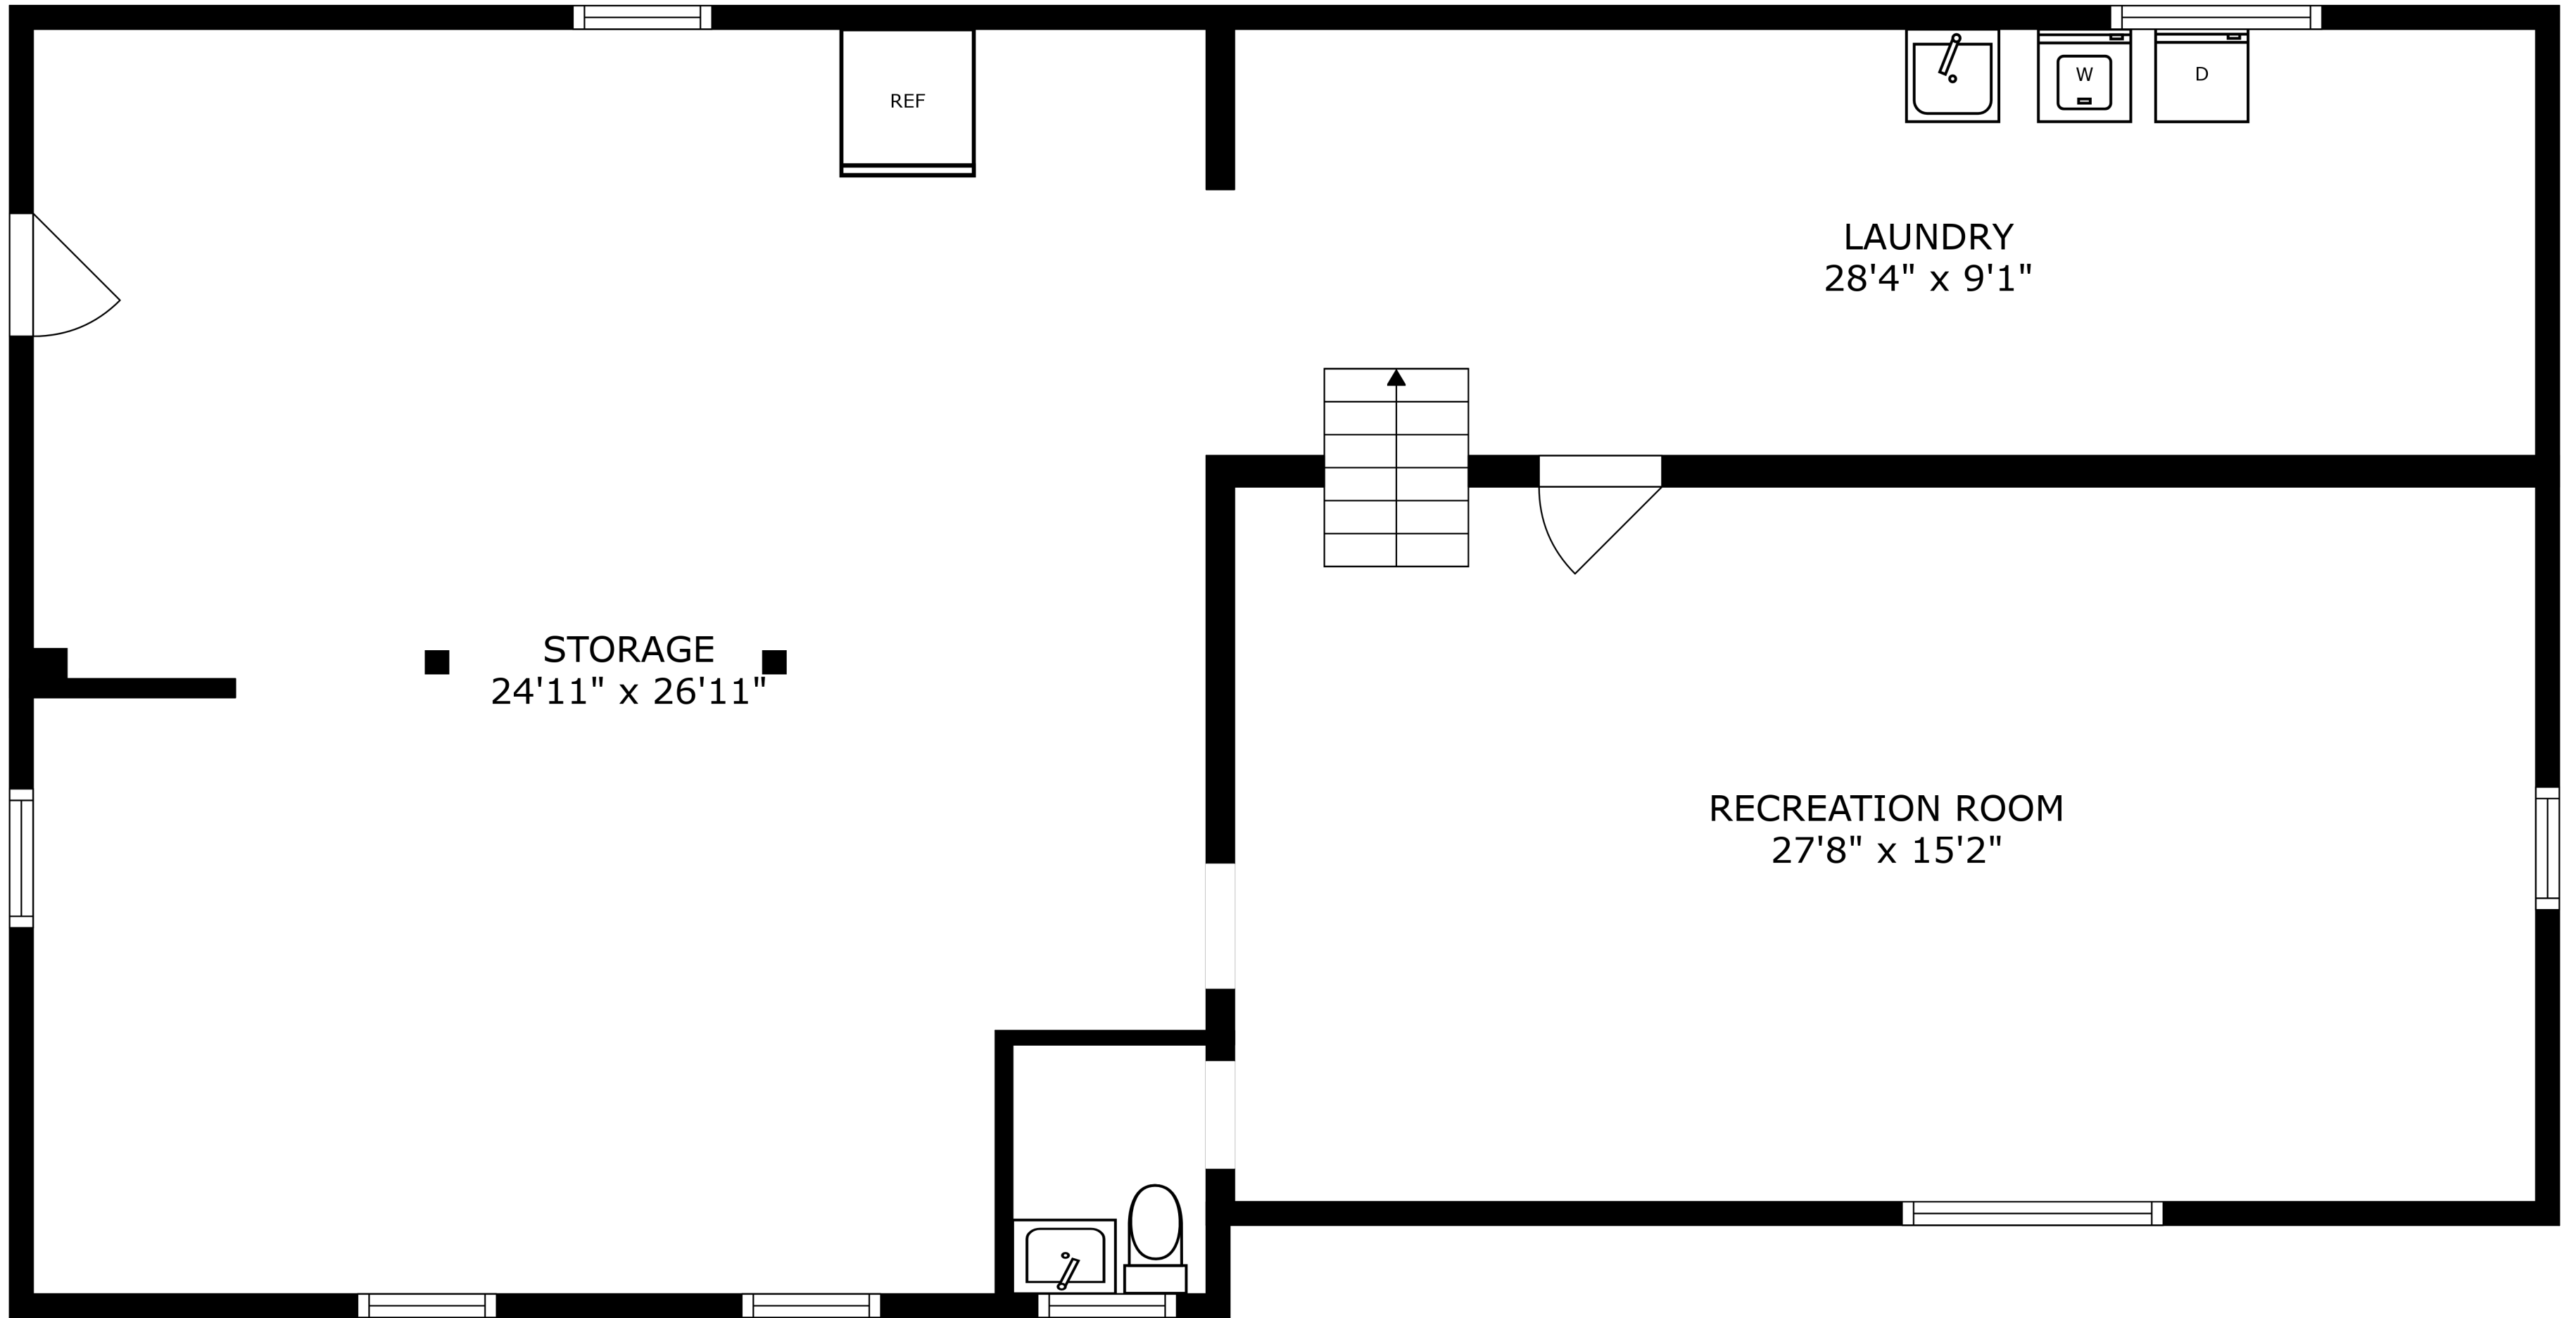 REF
W
D
LAUNDRY
28'4" x 9'1"
STORAGE
24'11" x 26'11"
RECREATION ROOM
27'8" x 15'2"